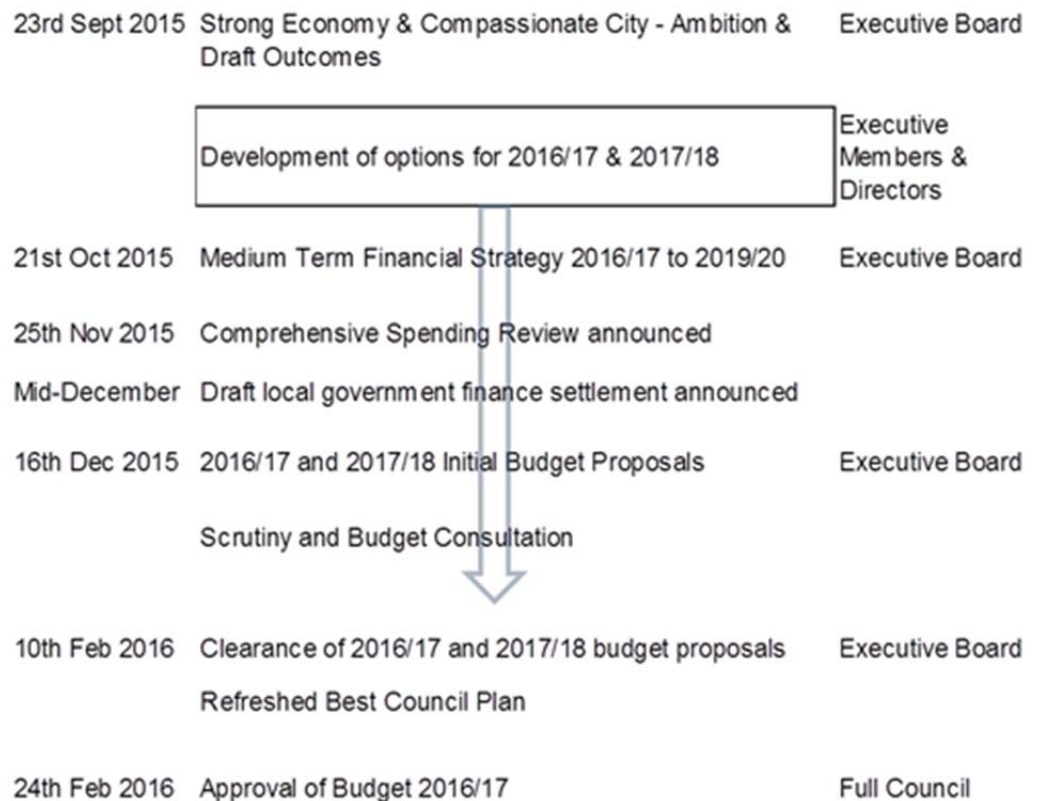 23rd Sept 2015 Strong Economy & Compassionate City - Ambition & Executive Board
Draft Outcomes
Executive
Development of options for 2016/17 & 2017/18 Members &
Directors
21st Oct 2015 Medium Term Financial Strategy 2016/17 to 2019/20 Executive Board
25th Nov 2015 Comprehensive Spending Review announced
Mid-December Draft local government finance settlement announced
16th Dec 2015 2016/17 and 2017/18 Initial Budget Proposals Executive Board
Scrutiny and Budget Consultation
10th Feb 2016 Clearance of 2016/17 and 2017/18 budget proposals Executive Board
Refreshed Best Council Plan
24th Feb 2016 Approval of Budget 2016/17 Full Council